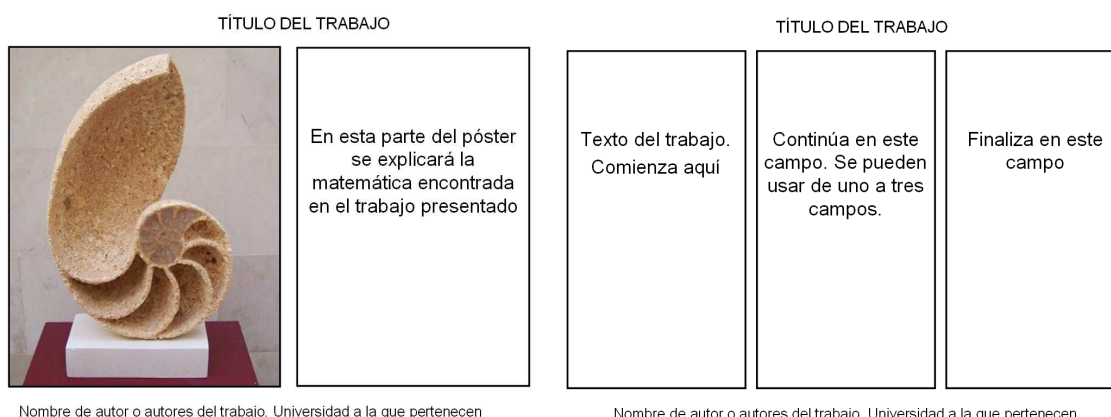 TÍTULO DEL TRABAJO
En esta parte del póster
se explicará la
matemática encontrada
en el trabajo presentado
Nombre de autor o autores del trabajo. Universidad a la que pertenecen
TÍTULO DEL TRABAJO
Texto del trabajo.
Comienza aquí
Continúa en este
campo. Se pueden
usar de uno a tres
campos.
Finaliza en este
campo
Nombre de autor o autores del trabajo. Universidad a la que pertenecen